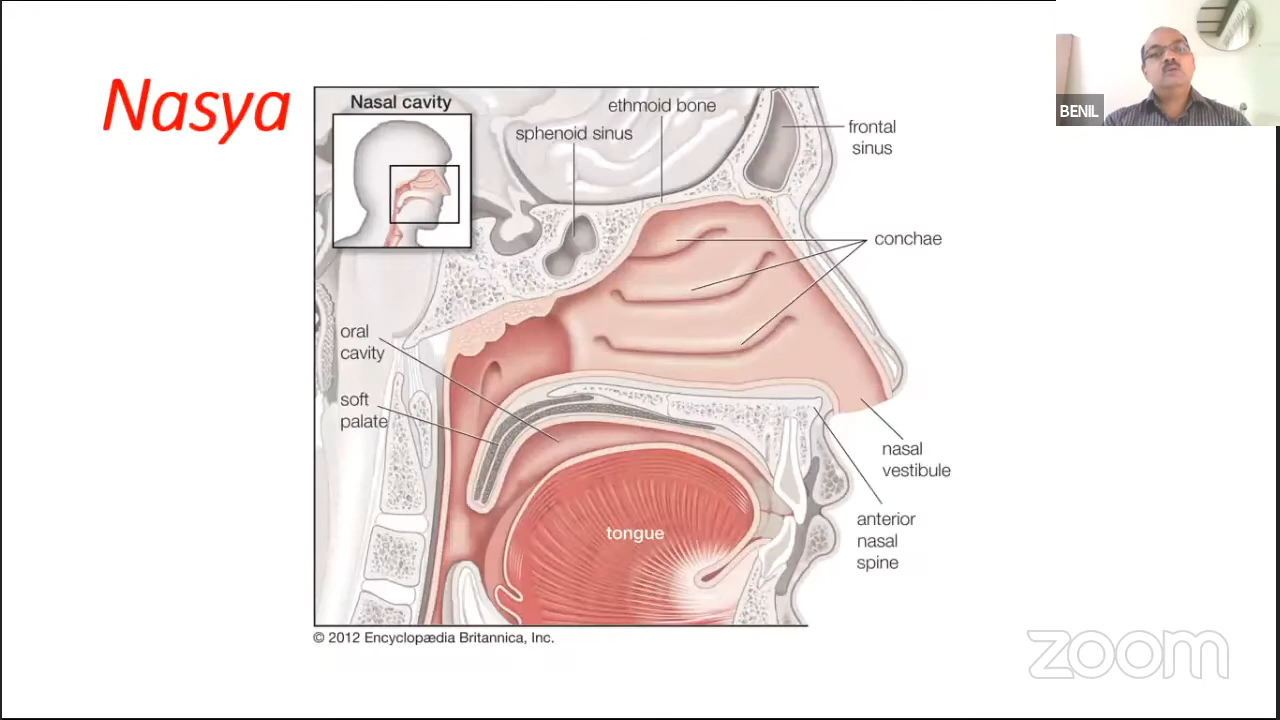 Nasya
Nasal cavity
ethmoid bone
sphenoid sinus
frontal
sinus
conchae
oral
cavity
soft
palate
nasal
vestibule
anterior
nasal
spine
tongue
© 2012 Encyclopædia Britannica, Inc.
BENIL
zoom